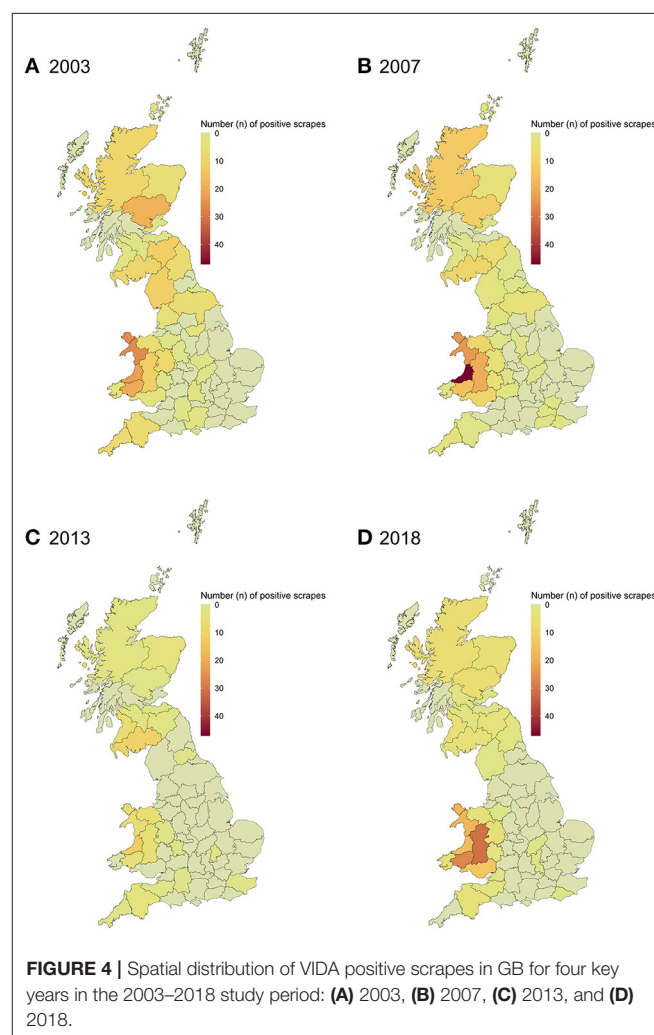 A 2003
Number (n) of positive scrapes
0
10
20
30
40
B 2007
Number (n) of positive scrapes
0
10
20
30
40
C 2013
Number (n) of positive scrapes
0
10
20
30
40
D 2018
Number (n) of positive scrapes
0
10
20
30
40
FIGURE 4 | Spatial distribution of VIDA positive scrapes in GB for four key
years in the 2003–2018 study period: (A) 2003, (B) 2007, (C) 2013, and (D)
2018.